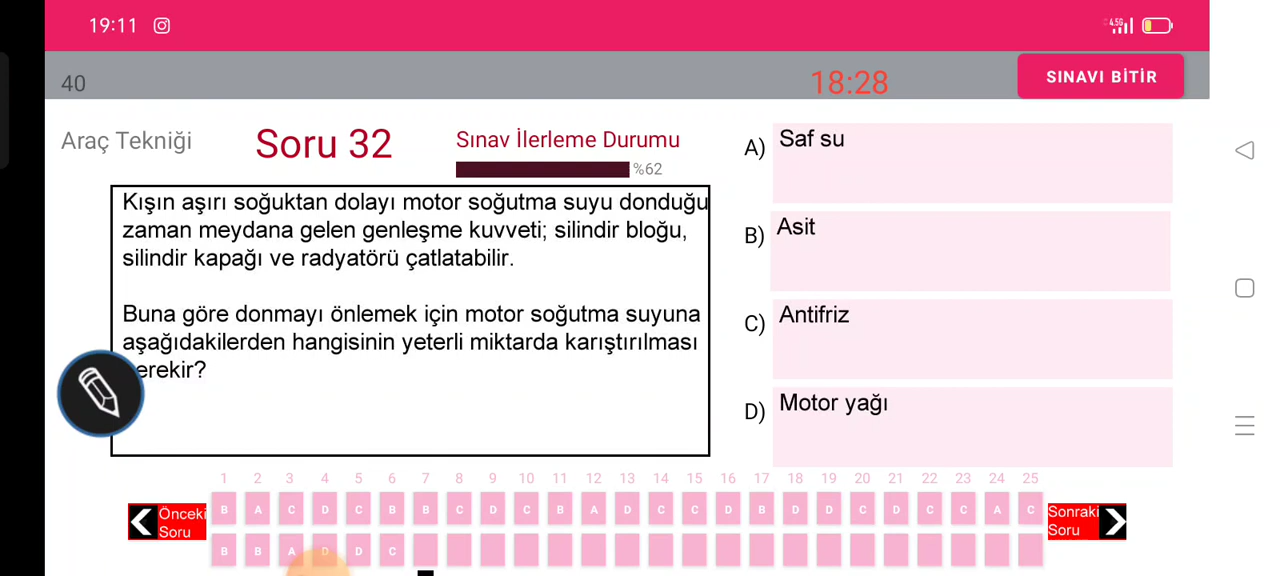 19:11
4.5G
40
18:28
SINAVI BİTİR
Araç Tekniği
Soru 32
Sınav İlerleme Durumu
%62
Kışın aşırı soğuktan dolayı motor soğutma suyu donduğu
zaman meydana gelen genleşme kuvveti; silindir bloğu,
silindir kapağı ve radyatörü çatlatabilir.
Buna göre donmayı önlemek için motor soğutma suyuna
aşağıdakilerden hangisinin yeterli miktarda karıştırılması
erekir?
A) Saf su
B) Asit
C) Antifriz
D) Motor yağı
1 2 3 4 5 6 7 8 9 10 11 12 13 14 15 16 17 18 19 20 21 22 23 24 25
Önceki
Soru
B A C D C B B C D C B A D C C D B D D C D C C A C
Sonraki
Soru
B B A D D C